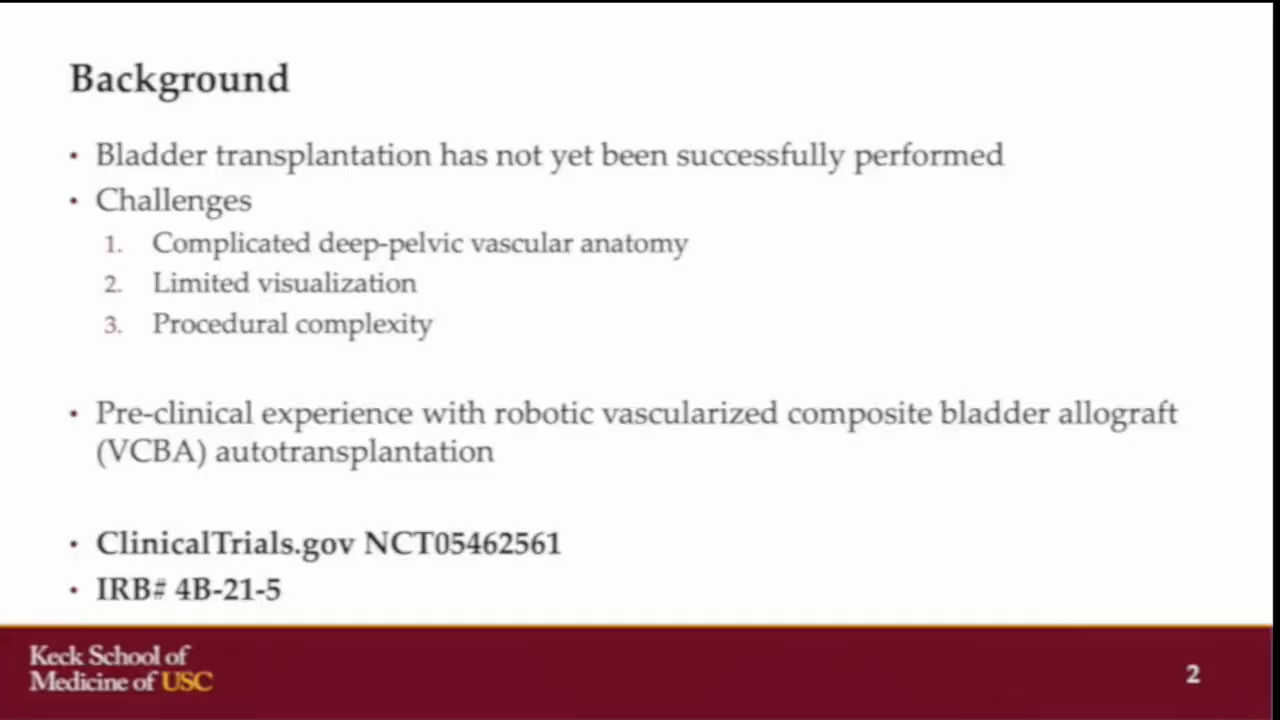 Background
• Bladder transplantation has not yet been successfully performed
• Challenges
1. Complicated deep-pelvic vascular anatomy
2. Limited visualization
3. Procedural complexity
• Pre-clinical experience with robotic vascularized composite bladder allograft
(VCBA) autotransplantation
• ClinicalTrials.gov NCT05462561
• IRB# 4B-21-5
Keck School of
Medicine of USC
2